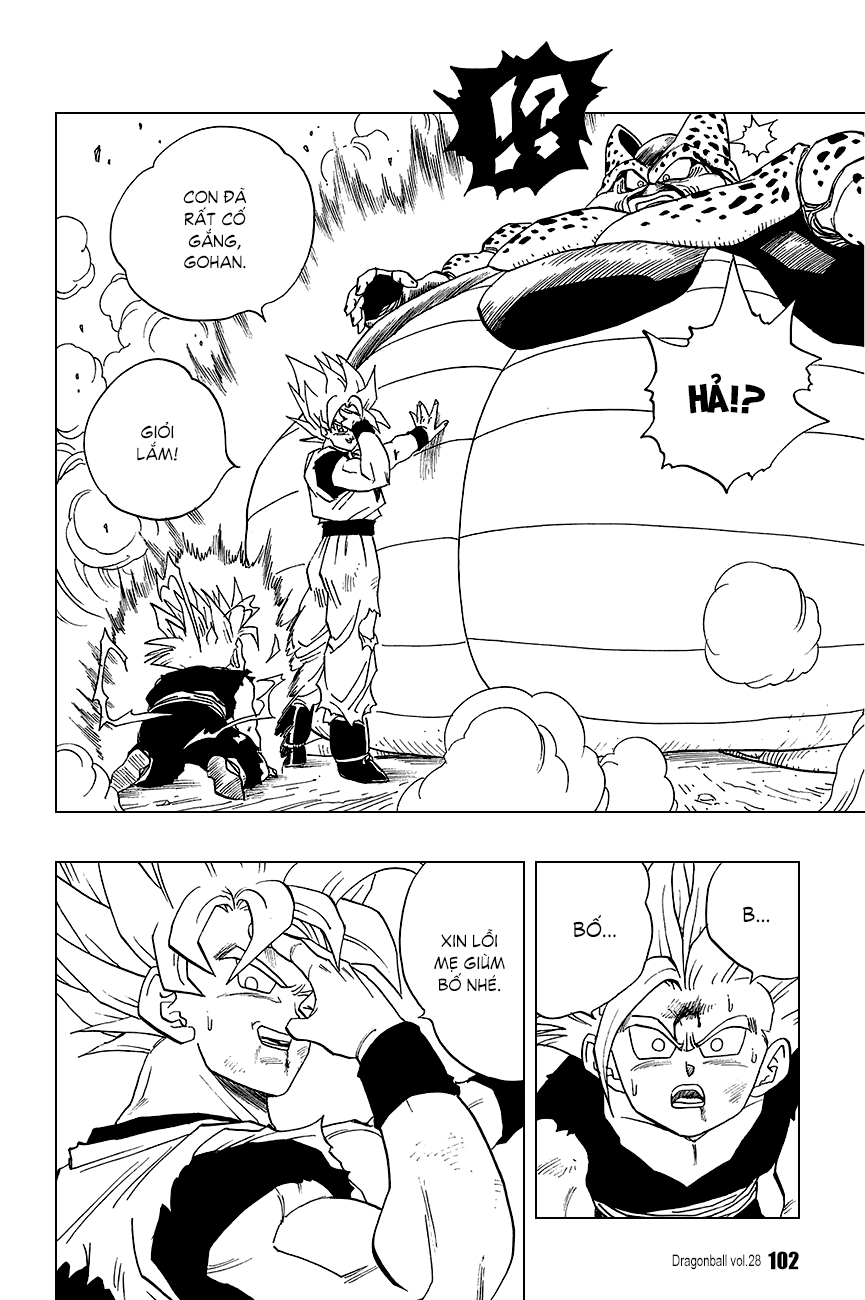 !?
CON ĐÃ
RẤT CỐ
GẮNG,
GOHAN.
GIỎI
LẮM!
HẢ!?
B...
BỐ...
XIN LỖI
MẸ GIÙM
BỐ NHÉ.
Dragonball vol.28 102